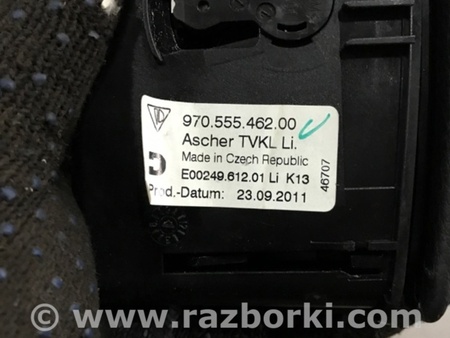 970.555.462.00
Ascher TVKL Li.
Made in Czech Republic
E00249.612.01 Li K13
Prod.-Datum: 23.09.2011
46707
© www.razborki.com